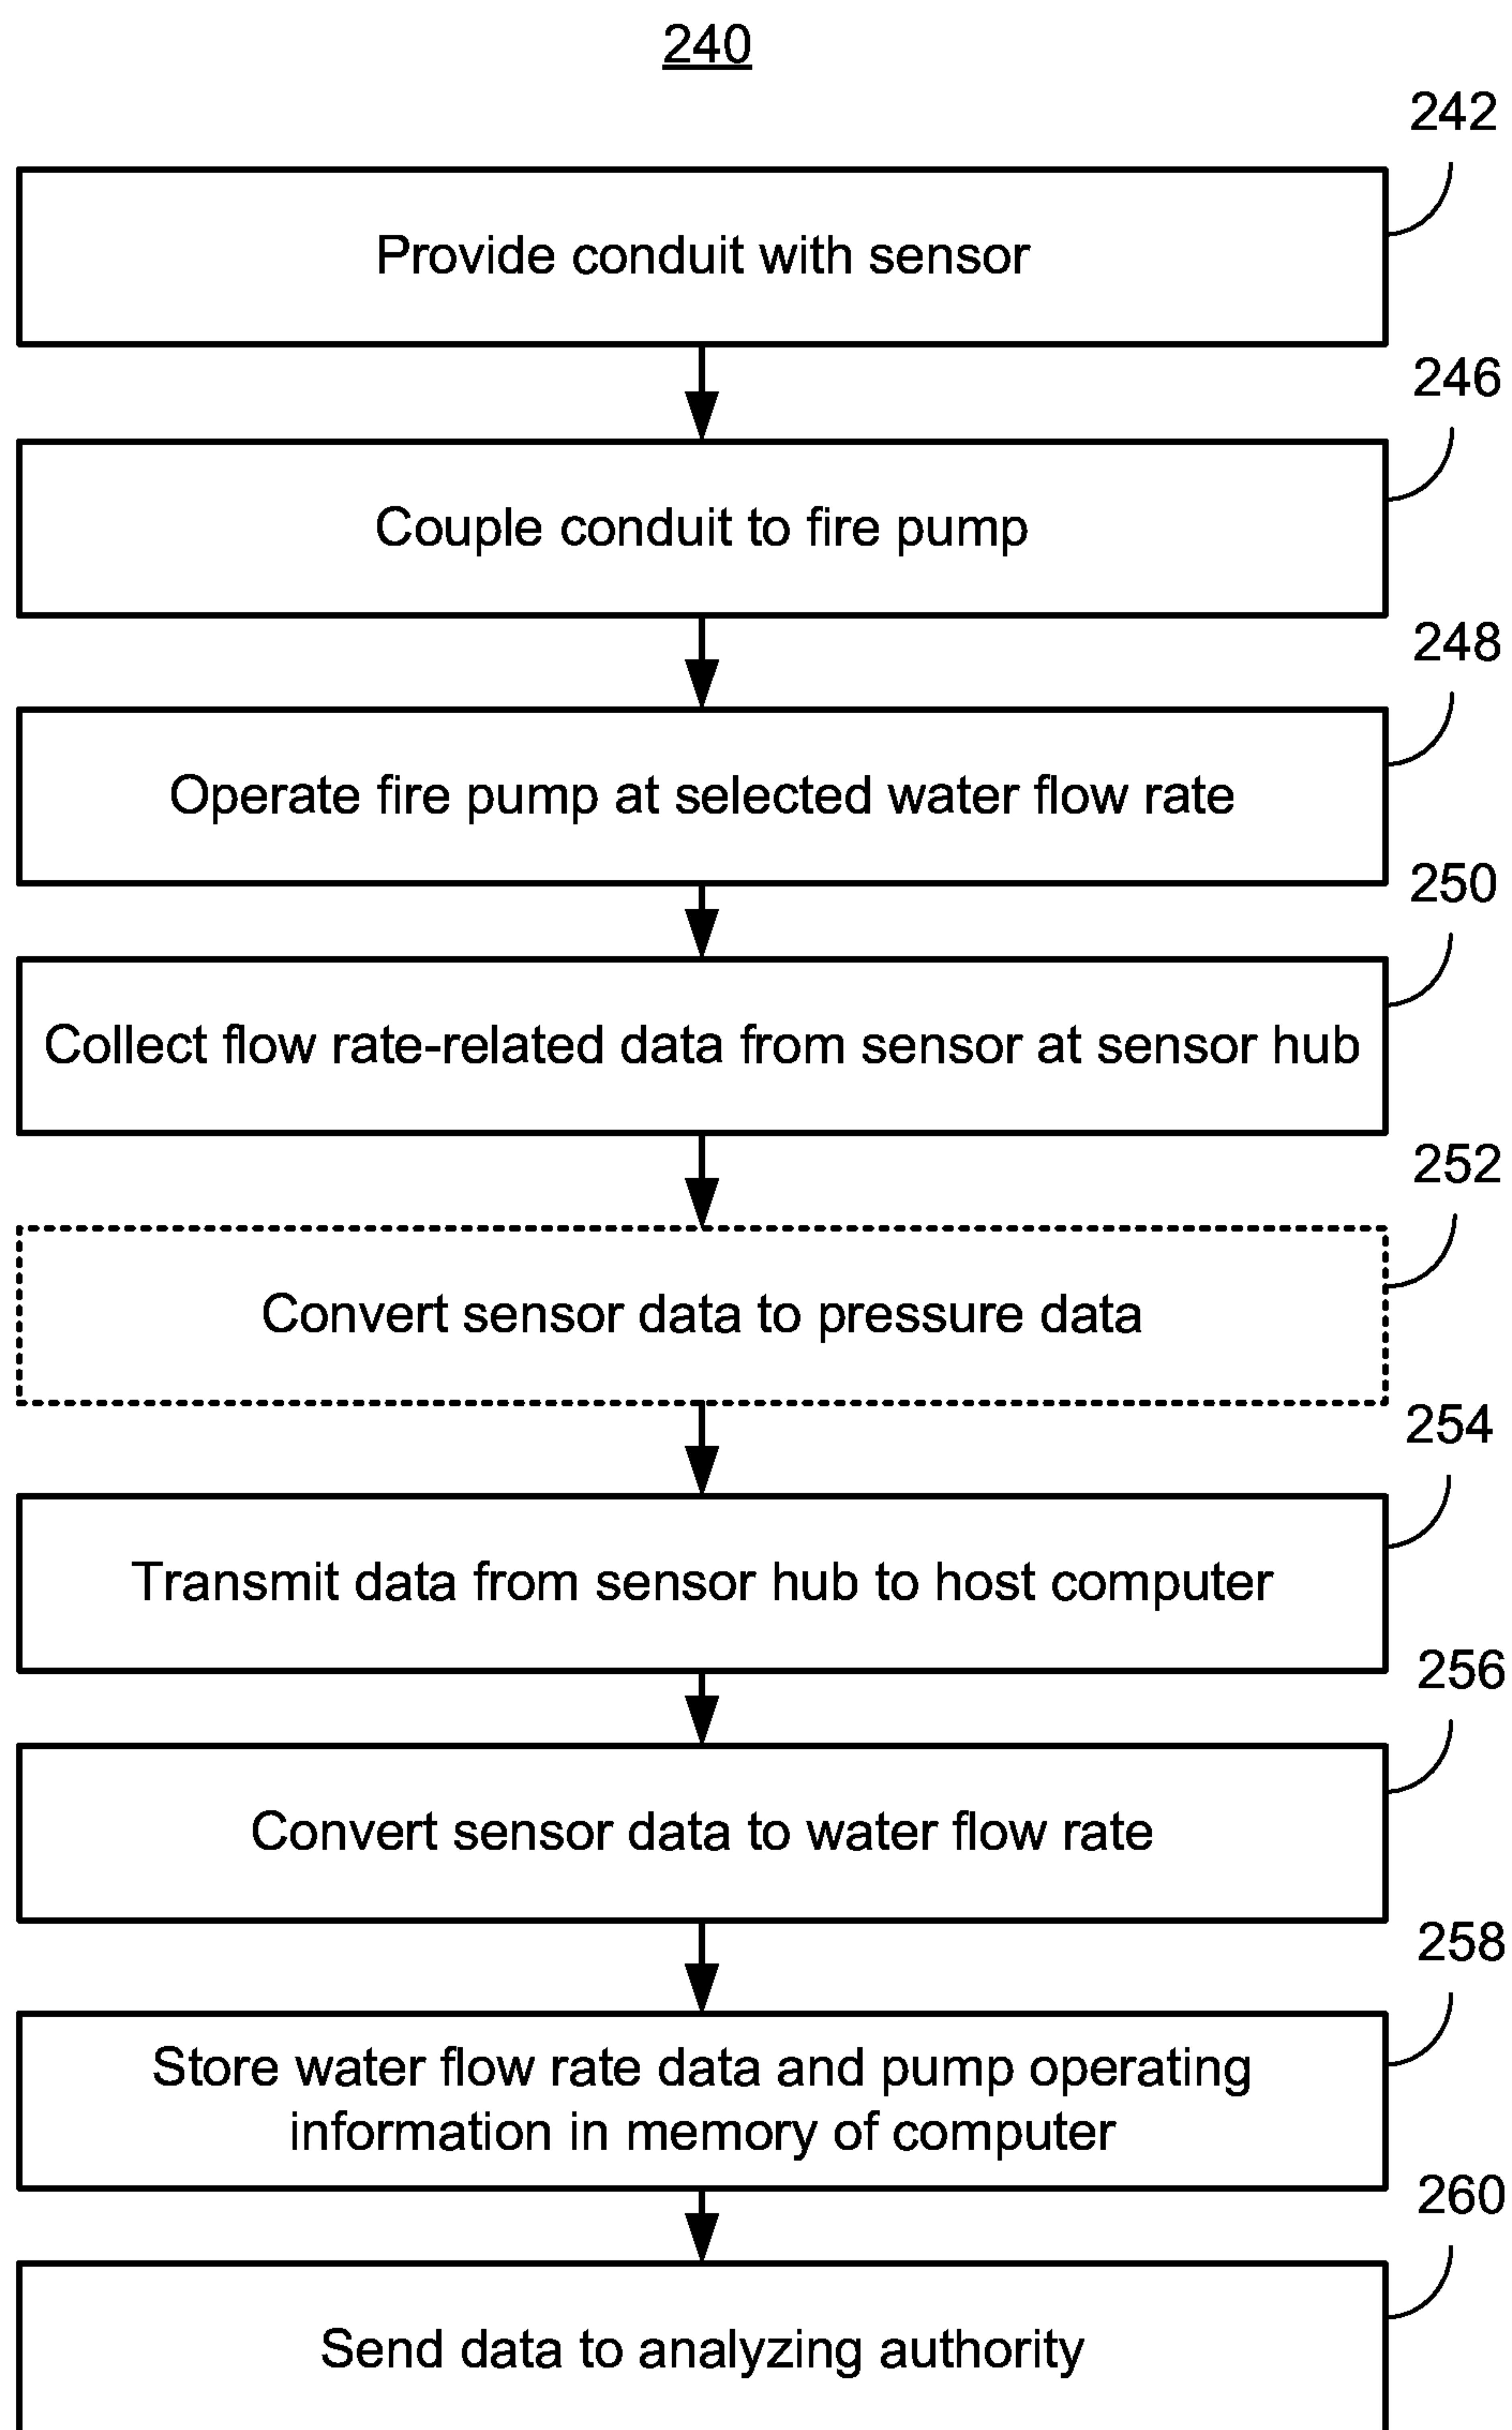 240
242
Provide conduit with sensor
246
Couple conduit to fire pump
248
Operate fire pump at selected water flow rate
250
Collect flow rate-related data from sensor at sensor hub
252
Convert sensor data to pressure data
254
Transmit data from sensor hub to host computer
256
Convert sensor data to water flow rate
258
Store water flow rate data and pump operating
information in memory of computer
260
Send data to analyzing authority